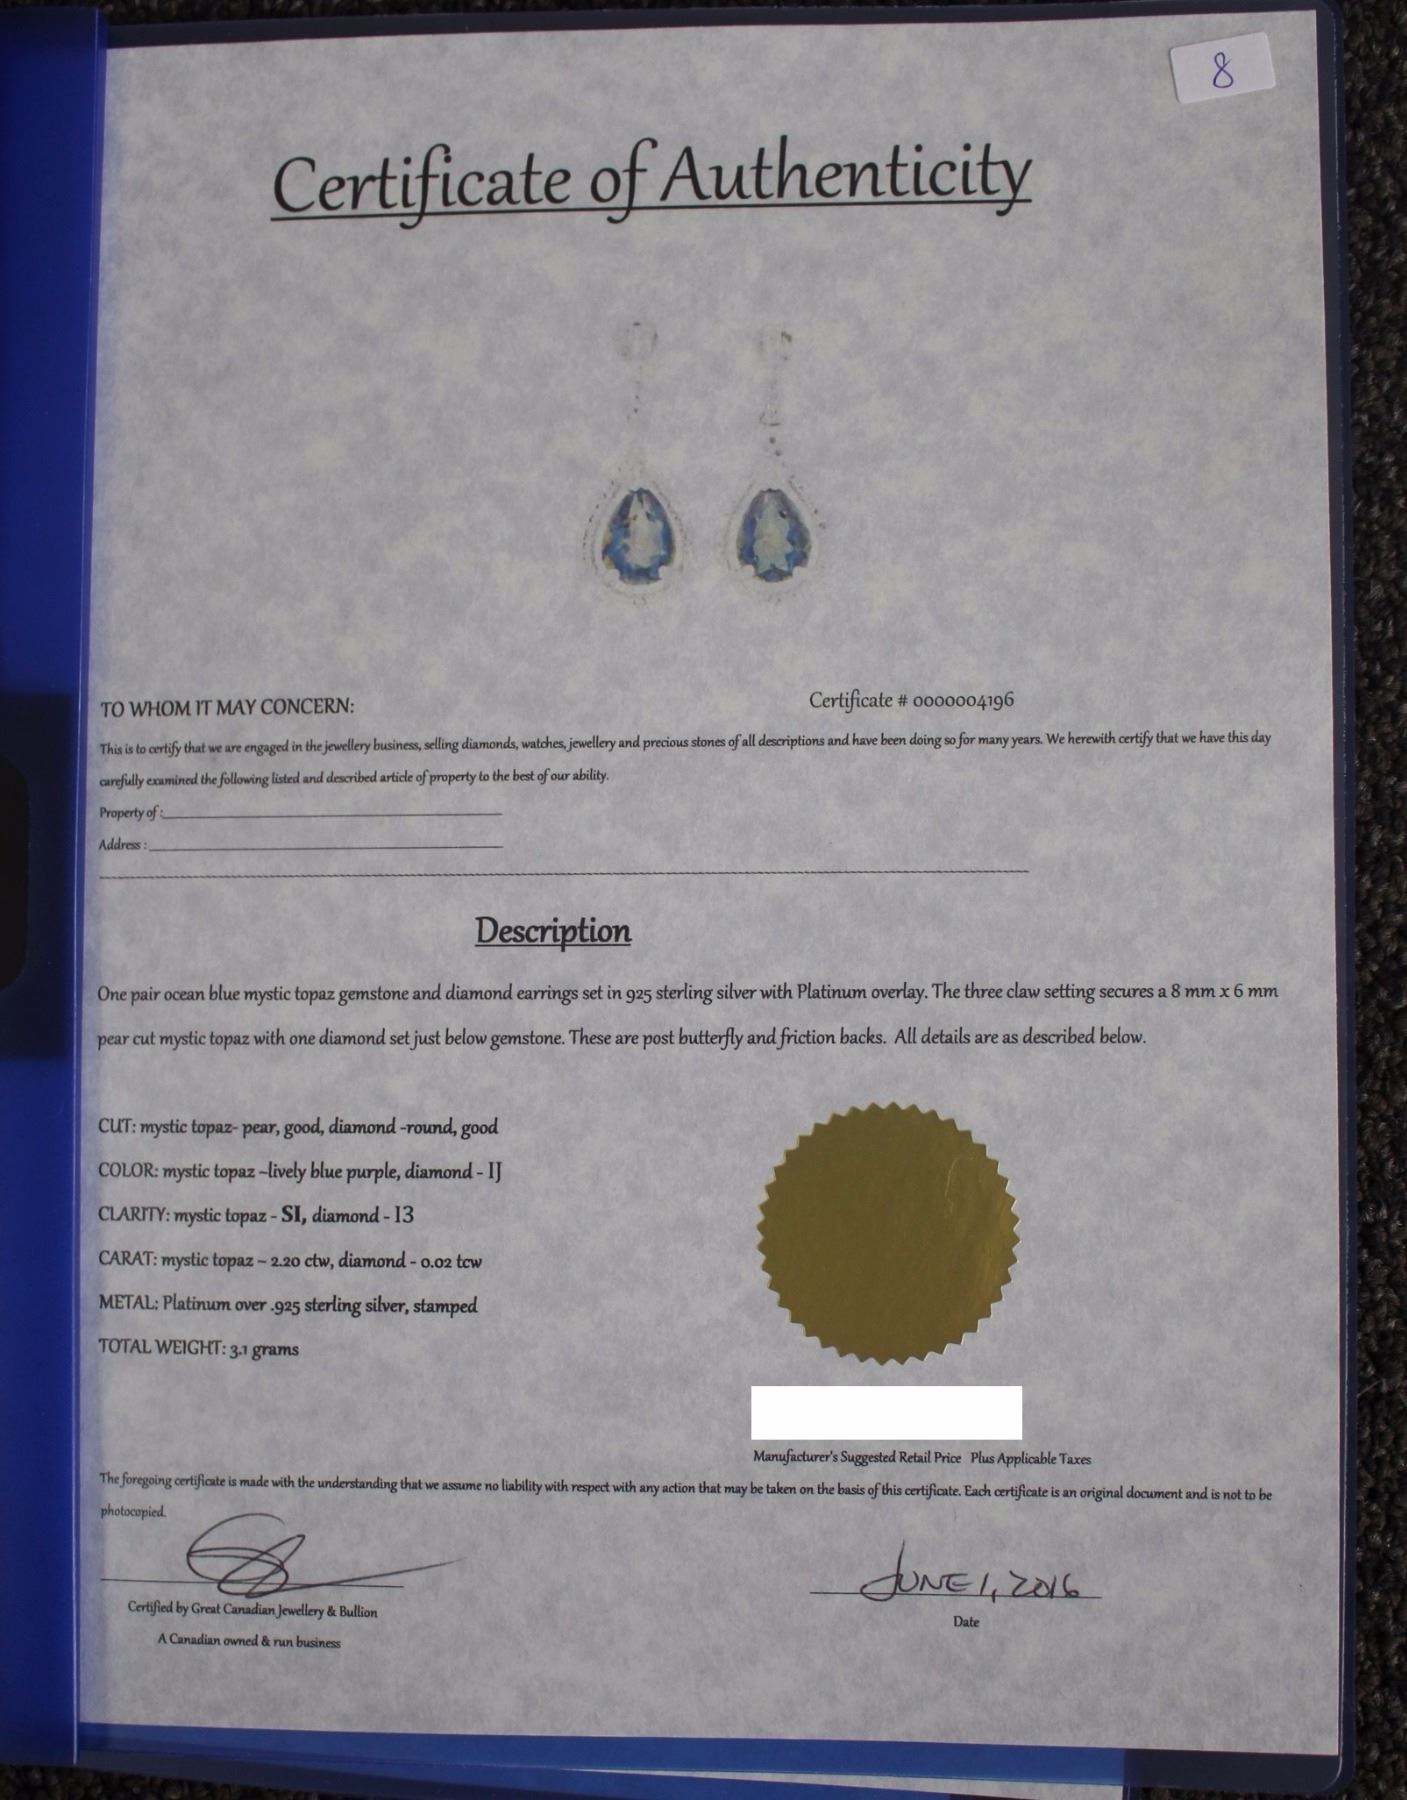 8
Certificate of Authenticity
TO WHOM IT MAY CONCERN:
Certificate # 0000004196
This is to certify that we are engaged in the jewellery business, selling diamonds, watches, jewellery and precious stones of all descriptions and have been doing so for many years. We herewith certify that we have this day
carefully examined the following listed and described article of property to the best of our ability.
Property of :
Address :
Description
One pair ocean blue mystic topaz gemstone and diamond earrings set in 925 sterling silver with Platinum overlay. The three claw setting secures a 8 mm x 6 mm
pear cut mystic topaz with one diamond set just below gemstone. These are post butterfly and friction backs. All details are as described below.
CUT: mystic topaz- pear, good, diamond -round, good
COLOR: mystic topaz –lively blue purple, diamond - IJ
CLARITY: mystic topaz - SI, diamond - I3
CARAT: mystic topaz – 2.20 ctw, diamond - 0.02 tcw
METAL: Platinum over .925 sterling silver, stamped
TOTAL WEIGHT: 3.1 grams
Manufacturer's Suggested Retail Price Plus Applicable Taxes
The foregoing certificate is made with the understanding that we assume no liability with respect with any action that may be taken on the basis of this certificate. Each certificate is an original document and is not to be
photocopied.
JUNE 1, 2016
Certified by Great Canadian Jewellery & Bullion
Date
A Canadian owned & run business